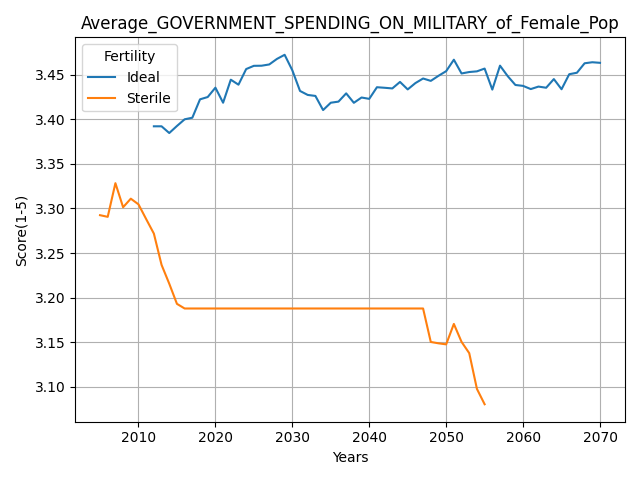 Average_GOVERNMENT_SPENDING_ON_MILITARY_of_Female_Pop
Fertility
Ideal
Sterile
Score(1-5)
3.45
3.40
3.35
3.30
3.25
3.20
3.15
3.10
2010 2020 2030 2040 2050 2060 2070
Years